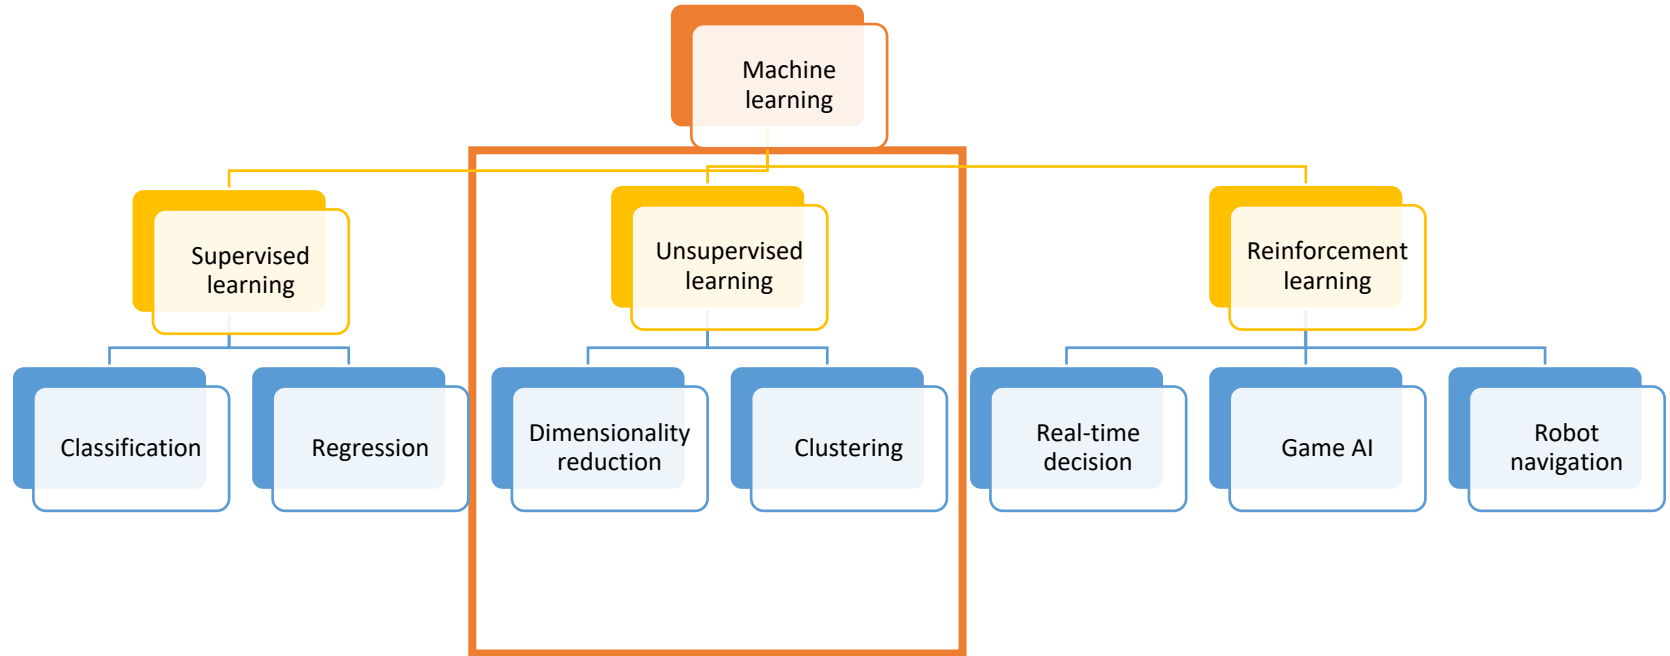 Machine
learning
Supervised
learning
Unsupervised
learning
Reinforcement
learning
Classification
Regression
Dimensionality
reduction
Clustering
Real-time
decision
Game AI
Robot
navigation